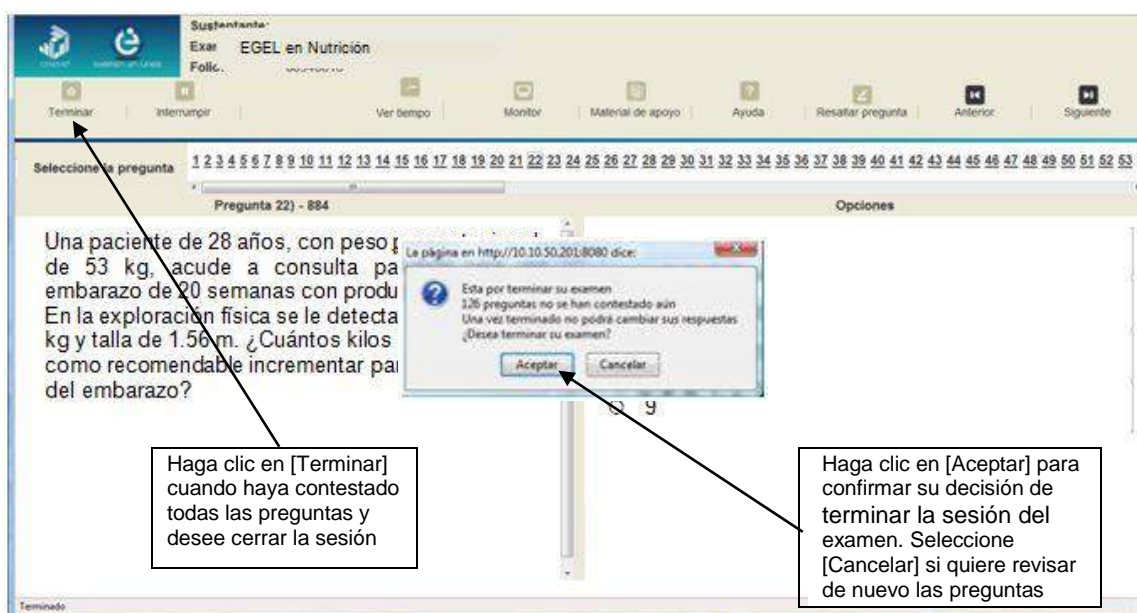 Sustentante:
Exar EGEL en Nutrición
Folio:
Terminar
Interrumpir
Ver tiempo
Monitor
Material de apoyo
Ayuda
Resaltar pregunta
Anterior
Siguiente
Seleccione la pregunta
1 2 3 4 5 6 7 8 9 10 11 12 13 14 15 16 17 18 19 20 21 22 23 24 25 26 27 28 29 30 31 32 33 34 35 36 37 38 39 40 41 42 43 44 45 46 47 48 49 50 51 52 53
Pregunta 22) - 884
Opciones
Una paciente de 28 años, con peso
de 53 kg, acude a consulta pa
embarazo de 20 semanas con produ
En la exploración física se le detecta
kg y talla de 1.56 m. ¿Cuántos kilos
como recomendable incrementar pa
del embarazo?
La página en http://10.10.50.201:8080 dice:
Esta por terminar su examen
126 preguntas no se han contestado aún
Una vez terminado no podrá cambiar sus respuestas
¿Desea terminar su examen?
Aceptar
Cancelar
9
Haga clic en [Terminar]
cuando haya contestado
todas las preguntas y
desee cerrar la sesión
Haga clic en [Aceptar] para
confirmar su decisión de
terminar la sesión del
examen. Seleccione
[Cancelar] si quiere revisar
de nuevo las preguntas
Terminado